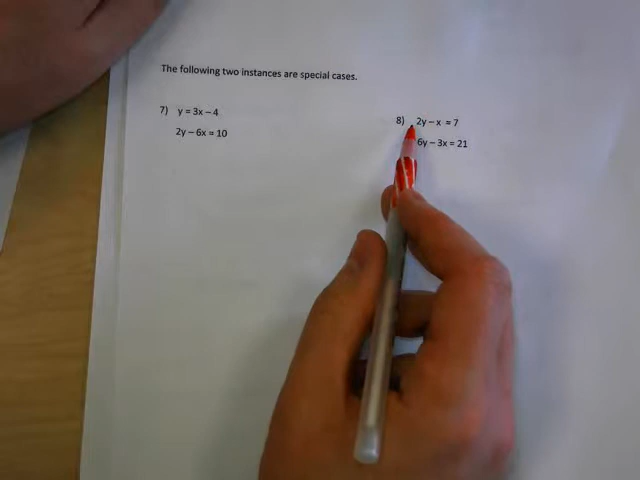 The following two instances are special cases.
7) y = 3x – 4
2y – 6x = 10
8) 2y – x = 7
6y – 3x = 21